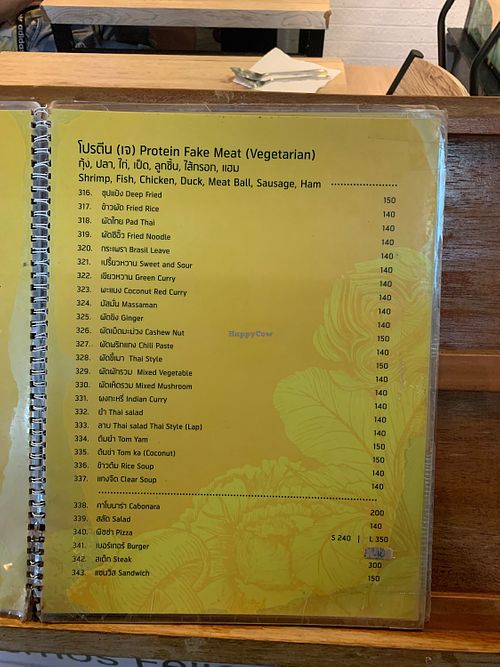 โปรตีน (เจ) Protein Fake Meat (Vegetarian)
กุ้ง, ปลา, ไก่, เป็ด, ลูกชิ้น, ไส้กรอก, แฮม
Shrimp, Fish, Chicken, Duck, Meat Ball, Sausage, Ham
316. ชุปแป้ง Deep Fried 150
317. ข้าวผัด Fried Rice 140
318. ผัดไทย Pad Thai 140
319. ผัดซีอิ๊ว Fried Noodle 140
320. กระเพรา Brasil Leave 140
321. เปรี้ยวหวาน Sweet and Sour 140
322. เขียวหวาน Green Curry 140
323. พะแนง Coconut Red Curry 140
324. มัสมั่น Massaman 140
325. ผัดขิง Ginger 140
326. ผัดเม็ดมะม่วง Cashew Nut 150
327. ผัดพริกแกง Chili Paste 140
328. ผัดขี้เมา Thai Style 150
329. ผัดผักรวม Mixed Vegetable 140
330. ผัดเห็ดรวม Mixed Mushroom 150
331. ผงกะหรี่ Indian Curry 140
332. ยำ Thai salad 140
333. ลาบ Thai salad Thai Style (Lap) 140
334. ต้มยำ Tom Yam 150
335. ต้มข่า Tom ka (Coconut) 150
336. ข้าวต้ม Rice Soup 140
337. แกงจืด Clear Soup 140
338. คาโบนาร่า Cabonara 200
339. สลัด Salad 140
340. พิซซ่า Pizza S 240 | L 350
341. เบอร์เกอร์ Burger
342. สเต็ก Steak 300
343. แซนวิส Sandwich 150
HappyCow